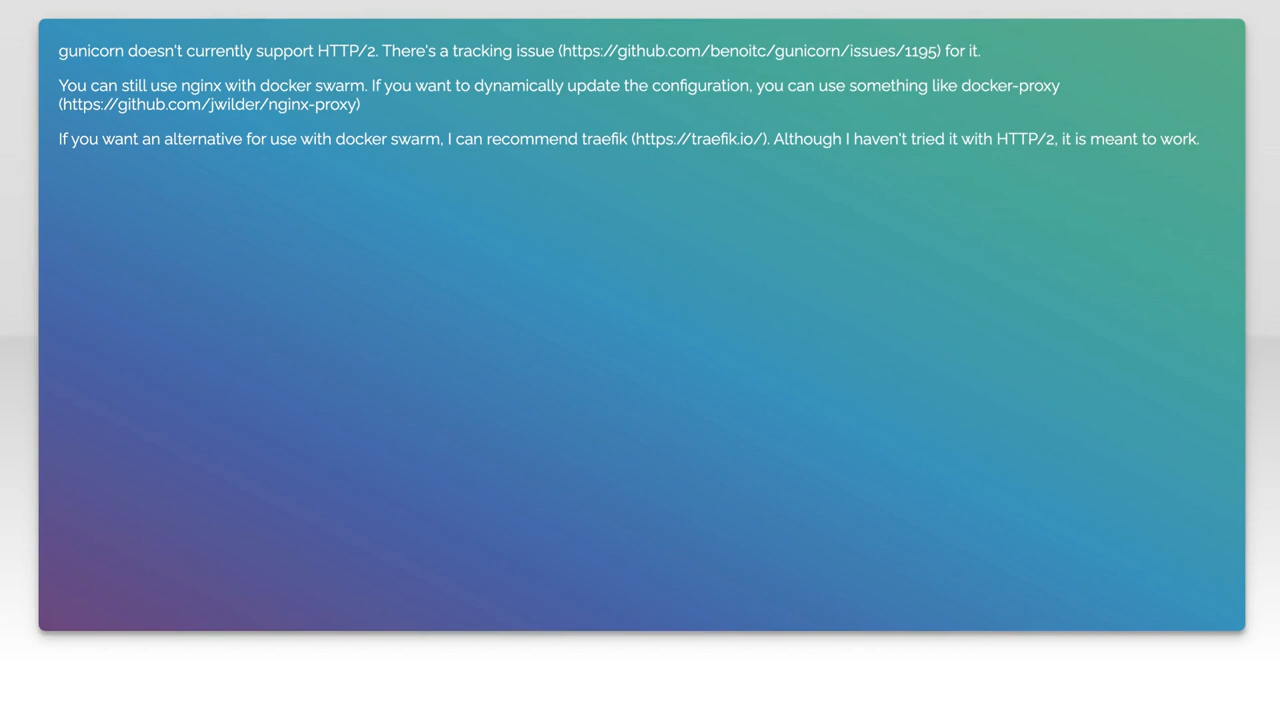 gunicorn doesn't currently support HTTP/2. There's a tracking issue (https://github.com/benoitc/gunicorn/issues/1195) for it.
You can still use nginx with docker swarm. If you want to dynamically update the configuration, you can use something like docker-proxy
(https://github.com/jwilder/nginx-proxy)
If you want an alternative for use with docker swarm, I can recommend traefik (https://traefik.io/). Although I haven't tried it with HTTP/2, it is meant to work.